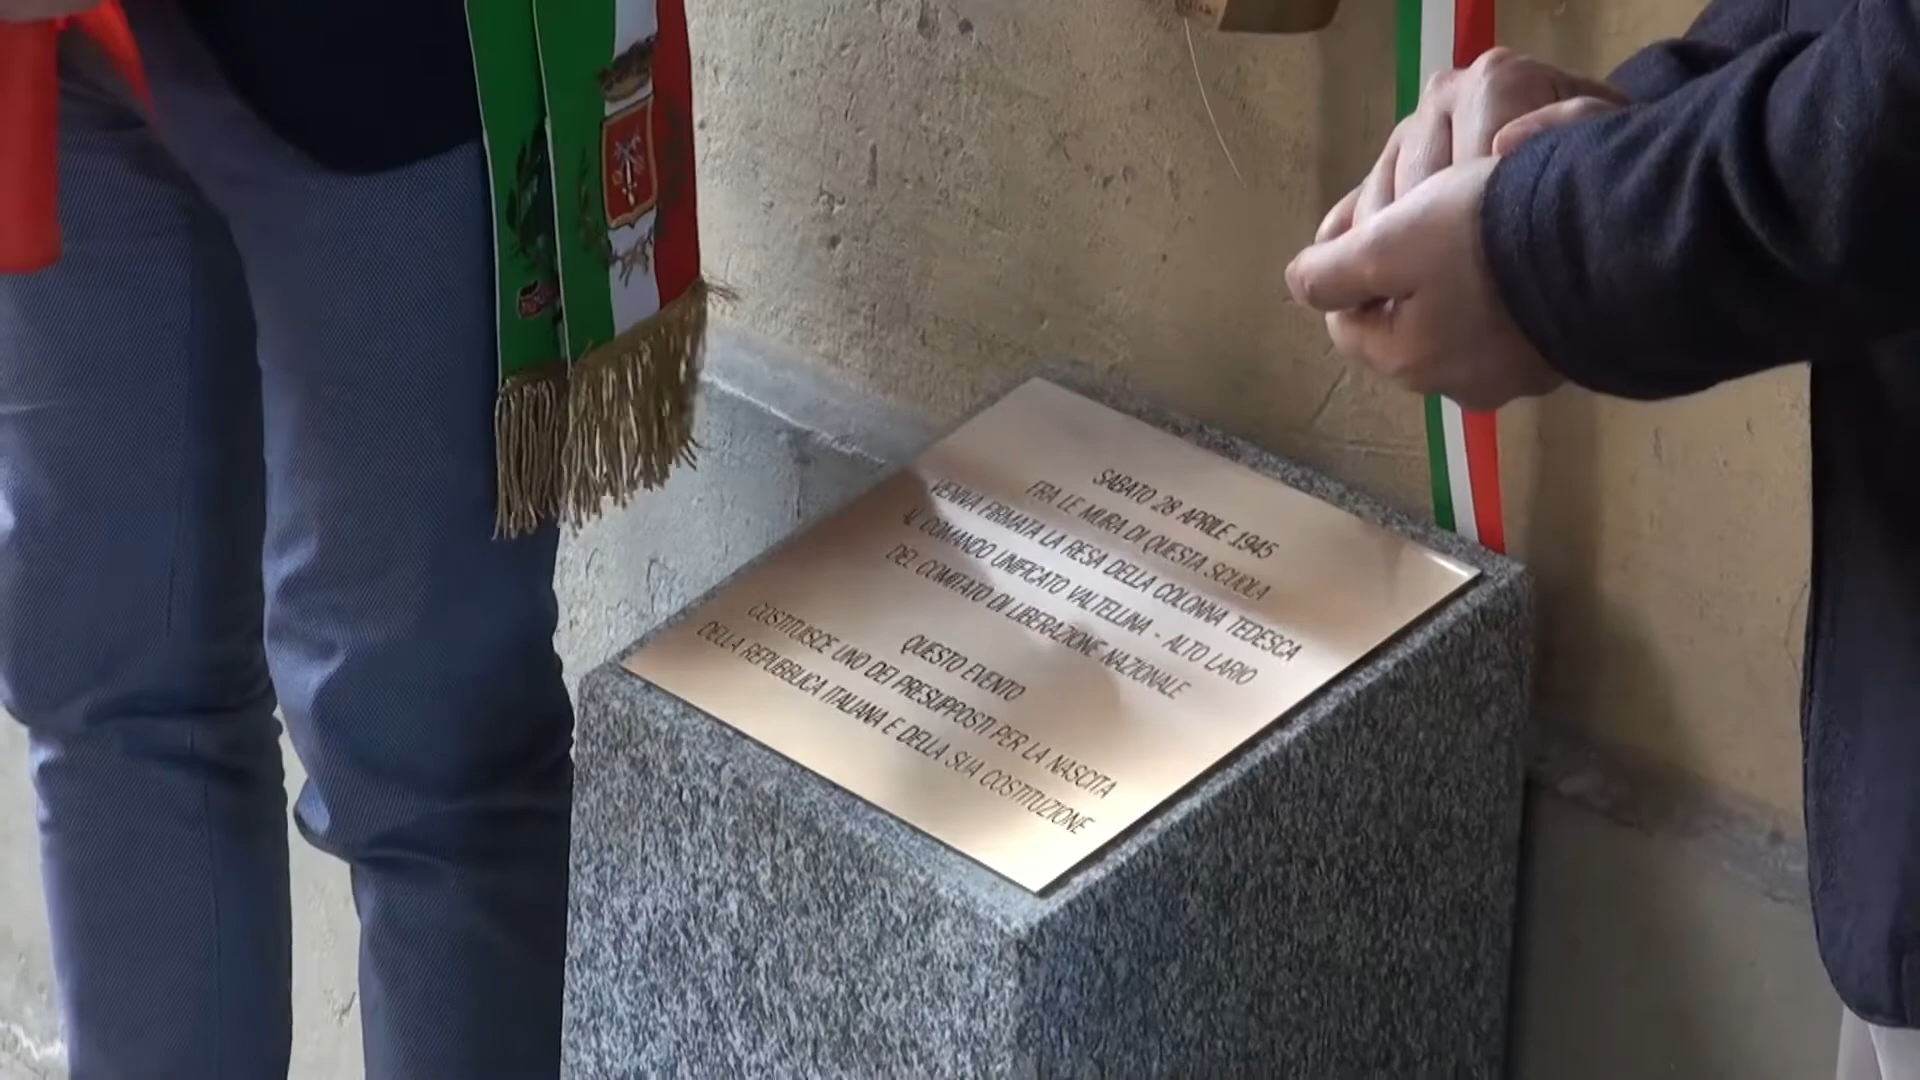 SABATO 28 APRILE 1945
FRA LE MURA DI QUESTA SCUOLA
VENIVA FIRMATA LA RESA DELLA COLONNA TEDESCA
IL COMANDO UNIFICATO VALTELLINA - ALTO LARIO
DEL COMITATO DI LIBERAZIONE NAZIONALE
QUESTO EVENTO
COSTITUISCE UNO DEI PRESUPPOSTI PER LA NASCITA
DELLA REPUBBLICA ITALIANA E DELLA SUA COSTITUZIONE